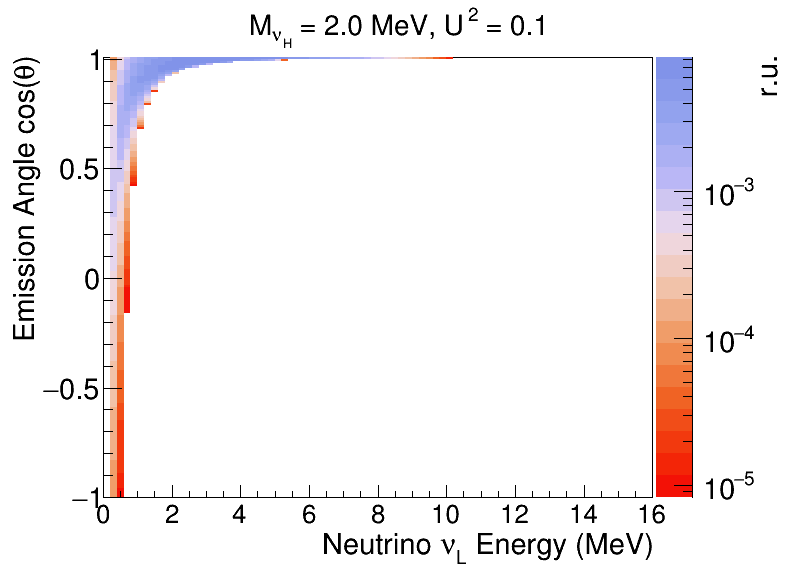 M_{ν_H} = 2.0 MeV, U² = 0.1
Emission Angle cos(θ)
1
0.5
0
−0.5
−1
0 2 4 6 8 10 12 14 16
Neutrino ν_L Energy (MeV)
r.u.
10⁻³
10⁻⁴
10⁻⁵